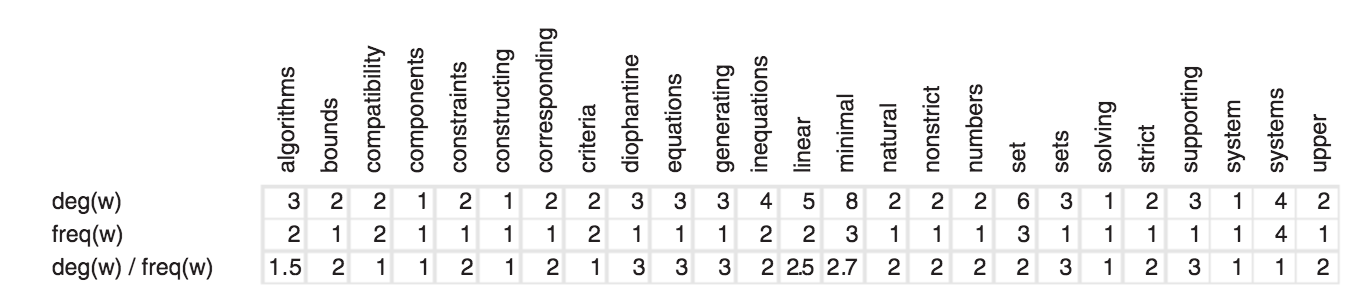 algorithms bounds compatibility components constraints constructing corresponding criteria diophantine equations generating inequations linear minimal natural nonstrict numbers set sets solving strict supporting system systems upper
deg(w) 3 2 2 1 2 1 2 2 3 3 3 4 5 8 2 2 2 6 3 1 2 3 1 4 2
freq(w) 2 1 2 1 1 1 1 2 1 1 1 2 2 3 1 1 1 3 1 1 1 1 1 4 1
deg(w) / freq(w) 1.5 2 1 1 2 1 2 1 3 3 3 2 2.5 2.7 2 2 2 2 3 1 2 3 1 1 2